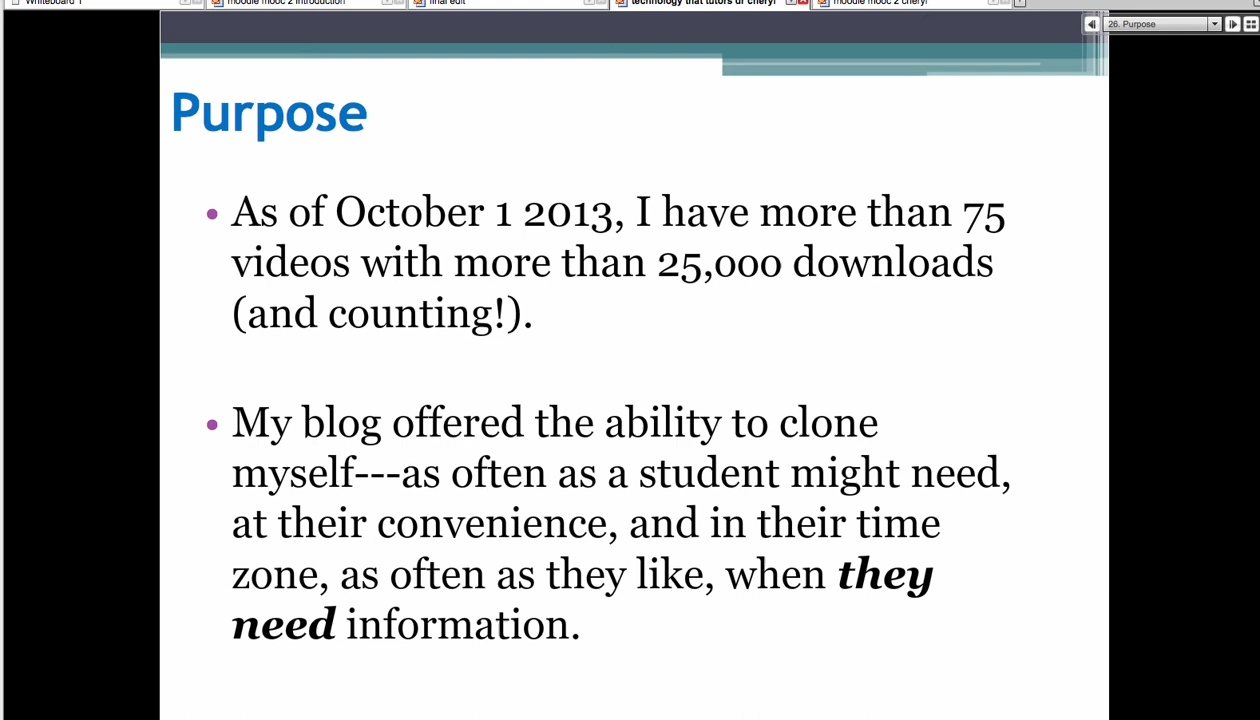 Whiteboard 1
moodle mooc 2 introduction
final edit
technology that tutors dr cheryl
moodle mooc 2 cheryl
26. Purpose
Purpose
• As of October 1 2013, I have more than 75
videos with more than 25,000 downloads
(and counting!).
• My blog offered the ability to clone
myself---as often as a student might need,
at their convenience, and in their time
zone, as often as they like, when they
need information.